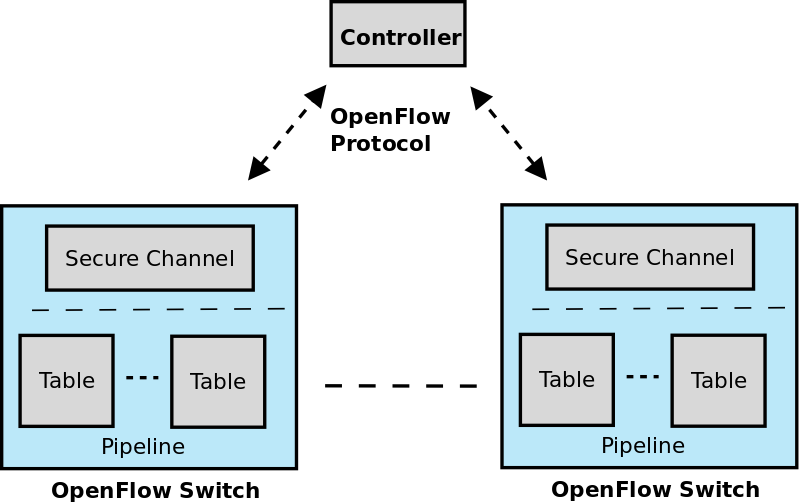 Controller
OpenFlow
Protocol
Secure Channel
Table
Table
Pipeline
OpenFlow Switch
Secure Channel
Table
Table
Pipeline
OpenFlow Switch